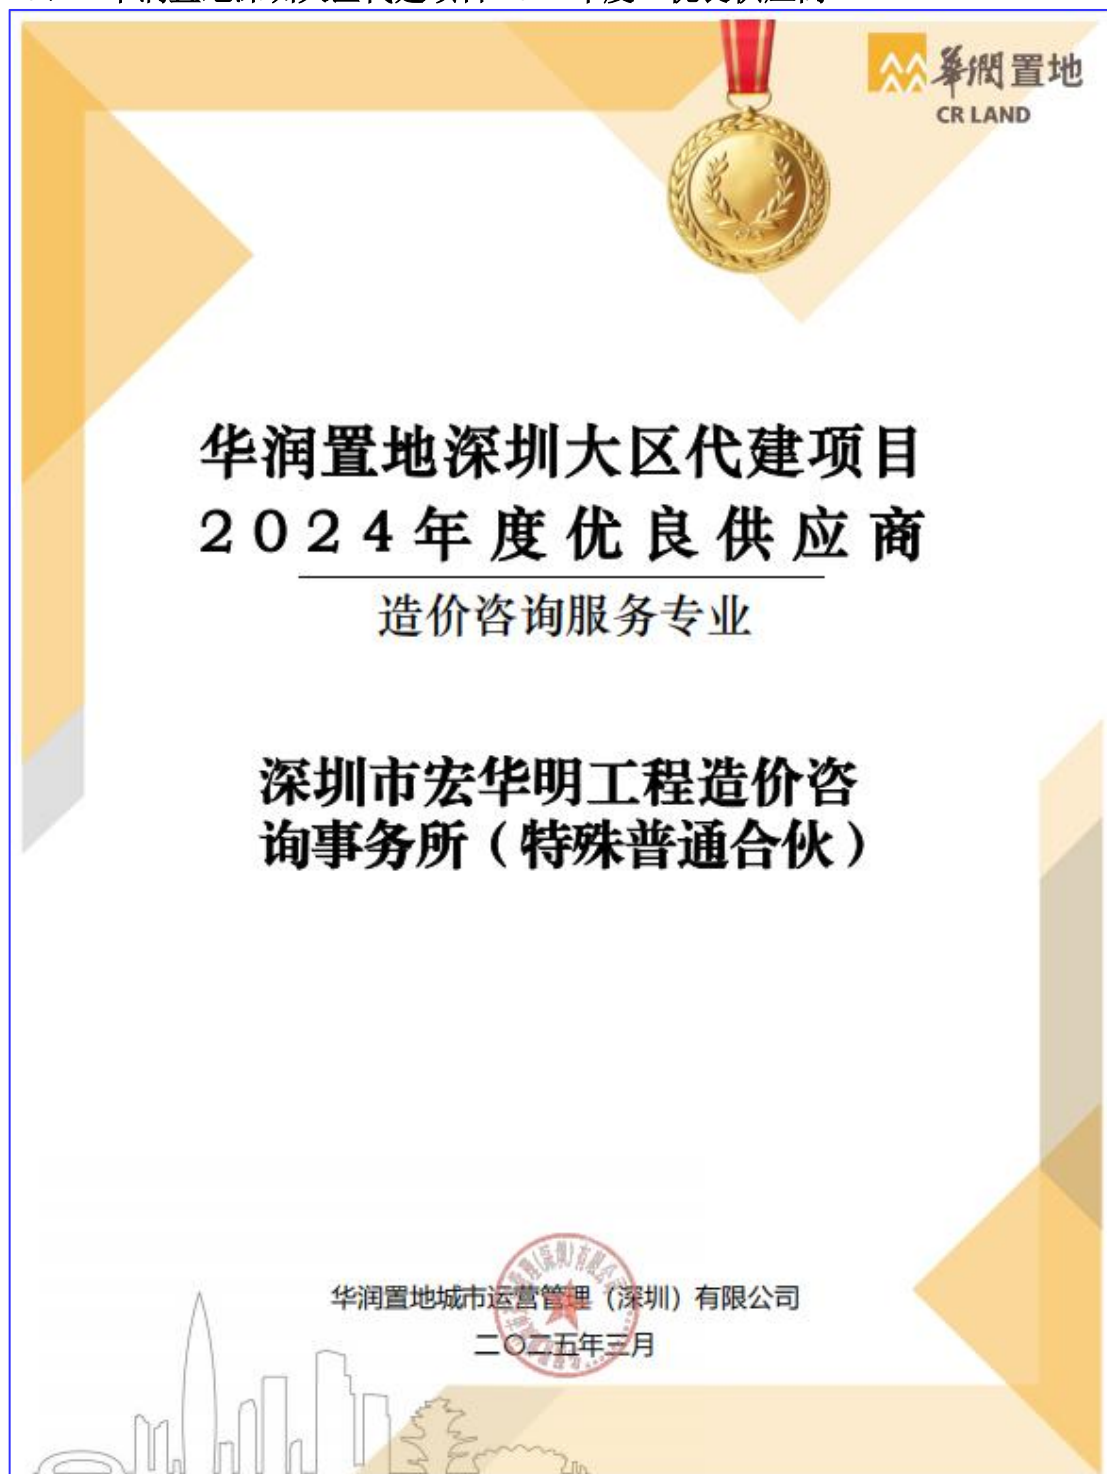 華潤置地
CR LAND
华润置地深圳大区代建项目
2024年度优良供应商
造价咨询服务专业
深圳市宏华明工程造价咨
询事务所（特殊普通合伙）
华润置地城市运营管理（深圳）有限公司
二〇二五年三月